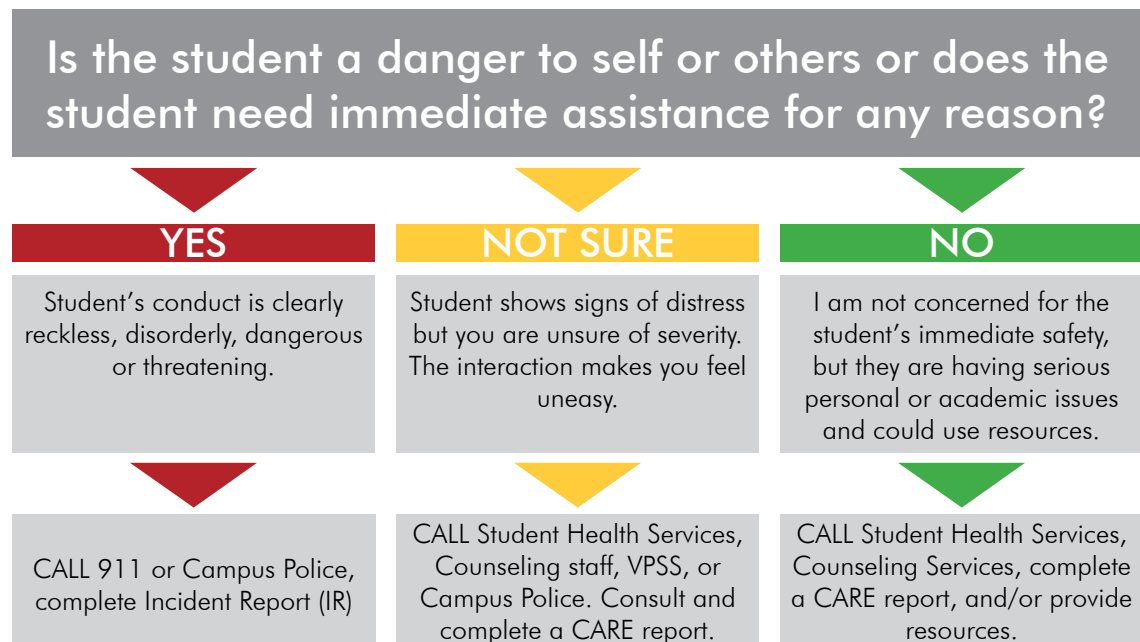 Is the student a danger to self or others or does the
student need immediate assistance for any reason?
YES
Student’s conduct is clearly
reckless, disorderly, dangerous
or threatening.
CALL 911 or Campus Police,
complete Incident Report (IR)
NOT SURE
Student shows signs of distress
but you are unsure of severity.
The interaction makes you feel
uneasy.
CALL Student Health Services,
Counseling staff, VPSS, or
Campus Police. Consult and
complete a CARE report.
NO
I am not concerned for the
student’s immediate safety,
but they are having serious
personal or academic issues
and could use resources.
CALL Student Health Services,
Counseling Services, complete
a CARE report, and/or provide
resources.